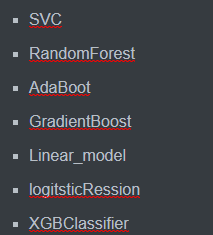 SVC
RandomForest
AdaBoot
GradientBoost
Linear_model
logitsticRession
XGBClassifier